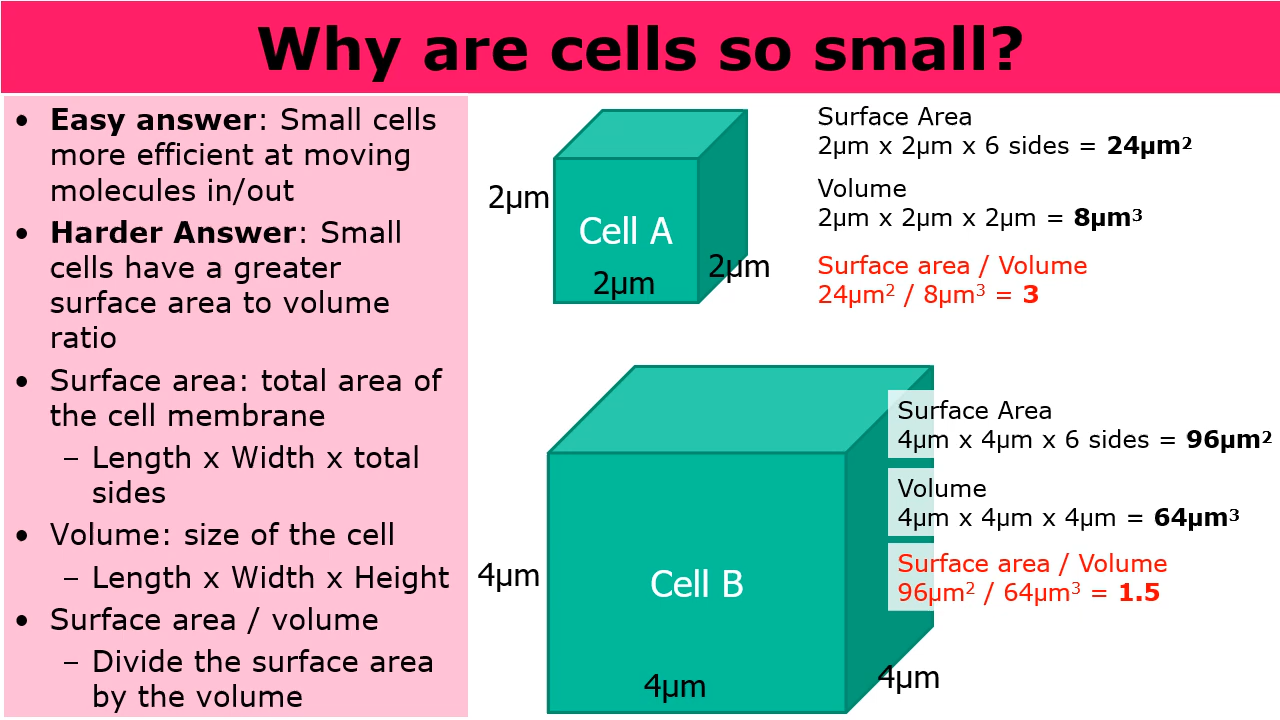 Why are cells so small?
• Easy answer: Small cells
more efficient at moving
molecules in/out
• Harder Answer: Small
cells have a greater
surface area to volume
ratio
• Surface area: total area of
the cell membrane
– Length x Width x total
sides
• Volume: size of the cell
– Length x Width x Height
• Surface area / volume
– Divide the surface area
by the volume
2µm
Cell A
2µm
2µm
Surface Area
2µm x 2µm x 6 sides = 24µm²
Volume
2µm x 2µm x 2µm = 8µm³
Surface area / Volume
24µm² / 8µm³ = 3
4µm
Cell B
4µm
4µm
Surface Area
4µm x 4µm x 6 sides = 96µm²
Volume
4µm x 4µm x 4µm = 64µm³
Surface area / Volume
96µm² / 64µm³ = 1.5